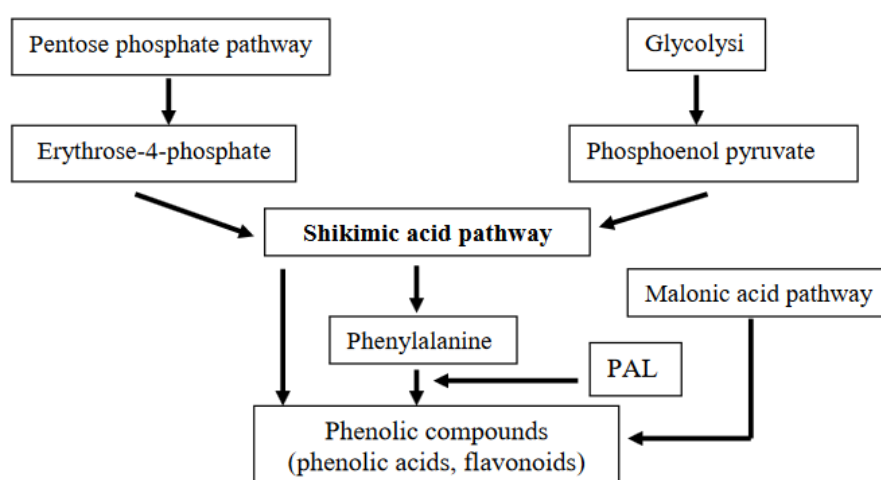 Pentose phosphate pathway
Glycolysi
Erythrose-4-phosphate
Phosphoenol pyruvate
Shikimic acid pathway
Malonic acid pathway
Phenylalanine
PAL
Phenolic compounds
(phenolic acids, flavonoids)